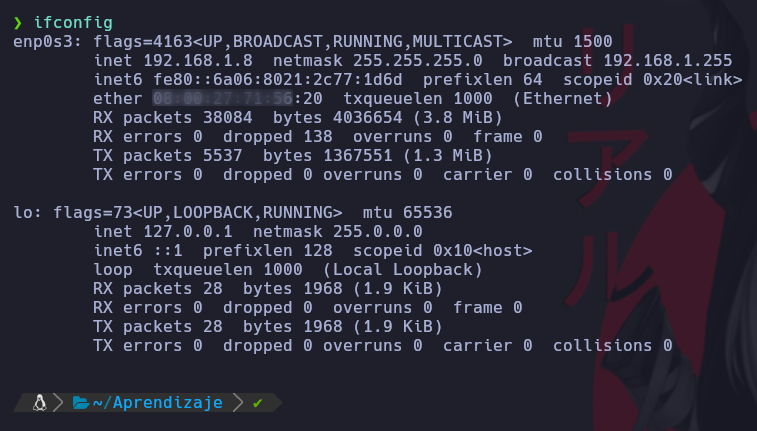 ❯ ifconfig
enp0s3: flags=4163<UP,BROADCAST,RUNNING,MULTICAST>  mtu 1500
        inet 192.168.1.8  netmask 255.255.255.0  broadcast 192.168.1.255
        inet6 fe80::6a06:8021:2c77:1d6d  prefixlen 64  scopeid 0x20<link>
        ether :20  txqueuelen 1000  (Ethernet)
        RX packets 38084  bytes 4036654 (3.8 MiB)
        RX errors 0  dropped 138  overruns 0  frame 0
        TX packets 5537  bytes 1367551 (1.3 MiB)
        TX errors 0  dropped 0 overruns 0  carrier 0  collisions 0
lo: flags=73<UP,LOOPBACK,RUNNING>  mtu 65536
        inet 127.0.0.1  netmask 255.0.0.0
        inet6 ::1  prefixlen 128  scopeid 0x10<host>
        loop  txqueuelen 1000  (Local Loopback)
        RX packets 28  bytes 1968 (1.9 KiB)
        RX errors 0  dropped 0  overruns 0  frame 0
        TX packets 28  bytes 1968 (1.9 KiB)
        TX errors 0  dropped 0 overruns 0  carrier 0  collisions 0
~/Aprendizaje ✔
リアル